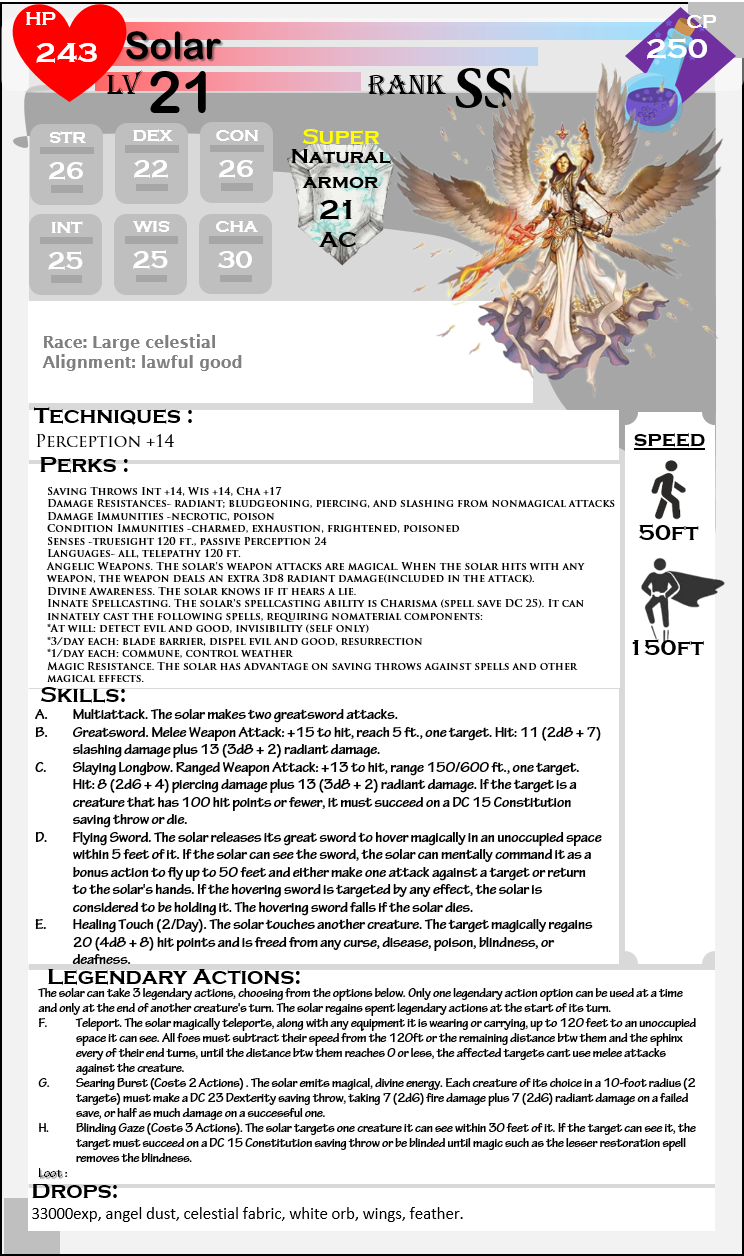 HP
243
Solar
CP
250
LV 21
RANK SS
STR
26
DEX
22
CON
26
INT
25
WIS
25
CHA
30
SUPER
NATURAL
ARMOR
21
AC
Race: Large celestial
Alignment: lawful good
TECHNIQUES :
PERCEPTION +14
SPEED
50FT
150FT
PERKS :
SAVING THROWS INT +14, WIS +14, CHA +17
DAMAGE RESISTANCES- RADIANT; BLUDGEONING, PIERCING, AND SLASHING FROM NONMAGICAL ATTACKS
DAMAGE IMMUNITIES -NECROTIC, POISON
CONDITION IMMUNITIES -CHARMED, EXHAUSTION, FRIGHTENED, POISONED
SENSES -TRUESIGHT 120 FT., PASSIVE PERCEPTION 24
LANGUAGES- ALL, TELEPATHY 120 FT.
ANGELIC WEAPONS. THE SOLAR'S WEAPON ATTACKS ARE MAGICAL. WHEN THE SOLAR HITS WITH ANY
WEAPON, THE WEAPON DEALS AN EXTRA 3D8 RADIANT DAMAGE(INCLUDED IN THE ATTACK).
DIVINE AWARENESS. THE SOLAR KNOWS IF IT HEARS A LIE.
INNATE SPELLCASTING. THE SOLAR'S SPELLCASTING ABILITY IS CHARISMA (SPELL SAVE DC 25). IT CAN
INNATELY CAST THE FOLLOWING SPELLS, REQUIRING NOMATERIAL COMPONENTS:
*AT WILL: DETECT EVIL AND GOOD, INVISIBILITY (SELF ONLY)
*3/DAY EACH: BLADE BARRIER, DISPEL EVIL AND GOOD, RESURRECTION
*1/DAY EACH: COMMUNE, CONTROL WEATHER
MAGIC RESISTANCE. THE SOLAR HAS ADVANTAGE ON SAVING THROWS AGAINST SPELLS AND OTHER
MAGICAL EFFECTS.
SKILLS:
A. Multiattack. The solar makes two greatsword attacks.
B. Greatsword. Melee Weapon Attack: +15 to hit, reach 5 ft., one target. Hit: 11 (2d8 + 7)
slashing damage plus 13 (3d8 + 2) radiant damage.
C. Slaying Longbow. Ranged Weapon Attack: +13 to hit, range 150/600 ft., one target.
Hit: 8 (2d6 + 4) piercing damage plus 13 (3d8 + 2) radiant damage. If the target is a
creature that has 100 hit points or fewer, it must succeed on a DC 15 Constitution
saving throw or die.
D. Flying Sword. The solar releases its great sword to hover magically in an unoccupied space
within 5 feet of it. If the solar can see the sword, the solar can mentally command it as a
bonus action to fly up to 50 feet and either make one attack against a target or return
to the solar's hands. If the hovering sword is targeted by any effect, the solar is
considered to be holding it. The hovering sword falls if the solar dies.
E. Healing Touch (2/Day). The solar touches another creature. The target magically regains
20 (4d8 + 8) hit points and is freed from any curse, disease, poison, blindness, or
deafness.
LEGENDARY ACTIONS:
The solar can take 3 legendary actions, choosing from the options below. Only one legendary action option can be used at a time
and only at the end of another creature's turn. The solar regains spent legendary actions at the start of its turn.
F. Teleport. The solar magically teleports, along with any equipment it is wearing or carrying, up to 120 feet to an unoccupied
space it can see. All foes must subtract their speed from the 120ft or the remaining distance btw them and the sphinx
every of their end turns, until the distance btw them reaches 0 or less, the affected targets cant use melee attacks
against the creature.
G. Searing Burst (Costs 2 Actions) . The solar emits magical, divine energy. Each creature of its choice in a 10-foot radius (2
targets) must make a DC 23 Dexterity saving throw, taking 7 (2d6) fire damage plus 7 (2d6) radiant damage on a failed
save, or half as much damage on a successful one.
H. Blinding Gaze (Costs 3 Actions). The solar targets one creature it can see within 30 feet of it. If the target can see it, the
target must succeed on a DC 15 Constitution saving throw or be blinded until magic such as the lesser restoration spell
removes the blindness.
Loot :
DROPS:
33000exp, angel dust, celestial fabric, white orb, wings, feather.